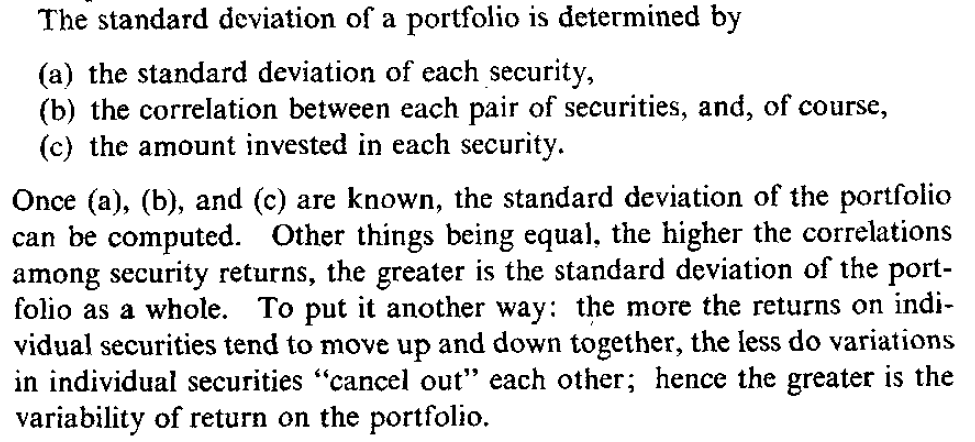 The standard deviation of a portfolio is determined by
(a) the standard deviation of each security,
(b) the correlation between each pair of securities, and, of course,
(c) the amount invested in each security.
Once (a), (b), and (c) are known, the standard deviation of the portfolio
can be computed. Other things being equal, the higher the correlations
among security returns, the greater is the standard deviation of the port-
folio as a whole. To put it another way: the more the returns on indi-
vidual securities tend to move up and down together, the less do variations
in individual securities “cancel out” each other; hence the greater is the
variability of return on the portfolio.